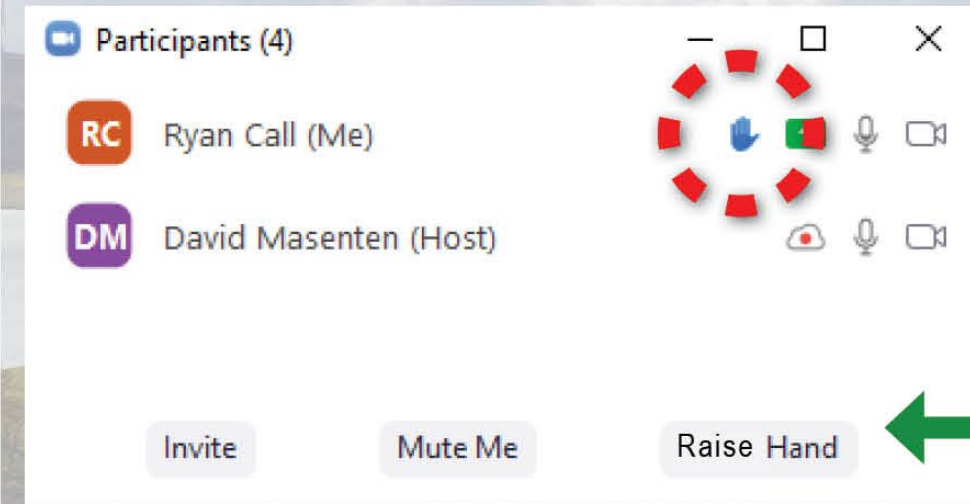 Participants (4)
RC Ryan Call (Me)
DM David Masenten (Host)
Invite Mute Me Raise Hand